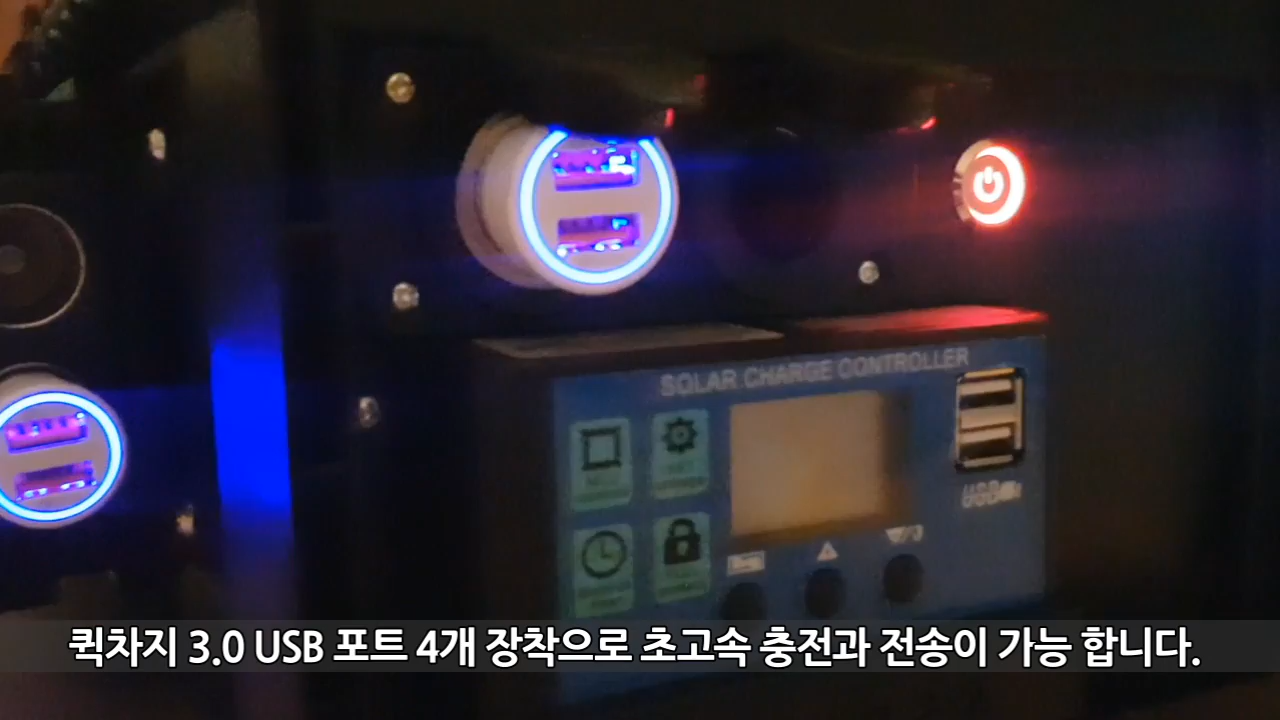 SOLAR CHARGE CONTROLLER
USB
퀵차지 3.0 USB 포트 4개 장착으로 초고속 충전과 전송이 가능 합니다.